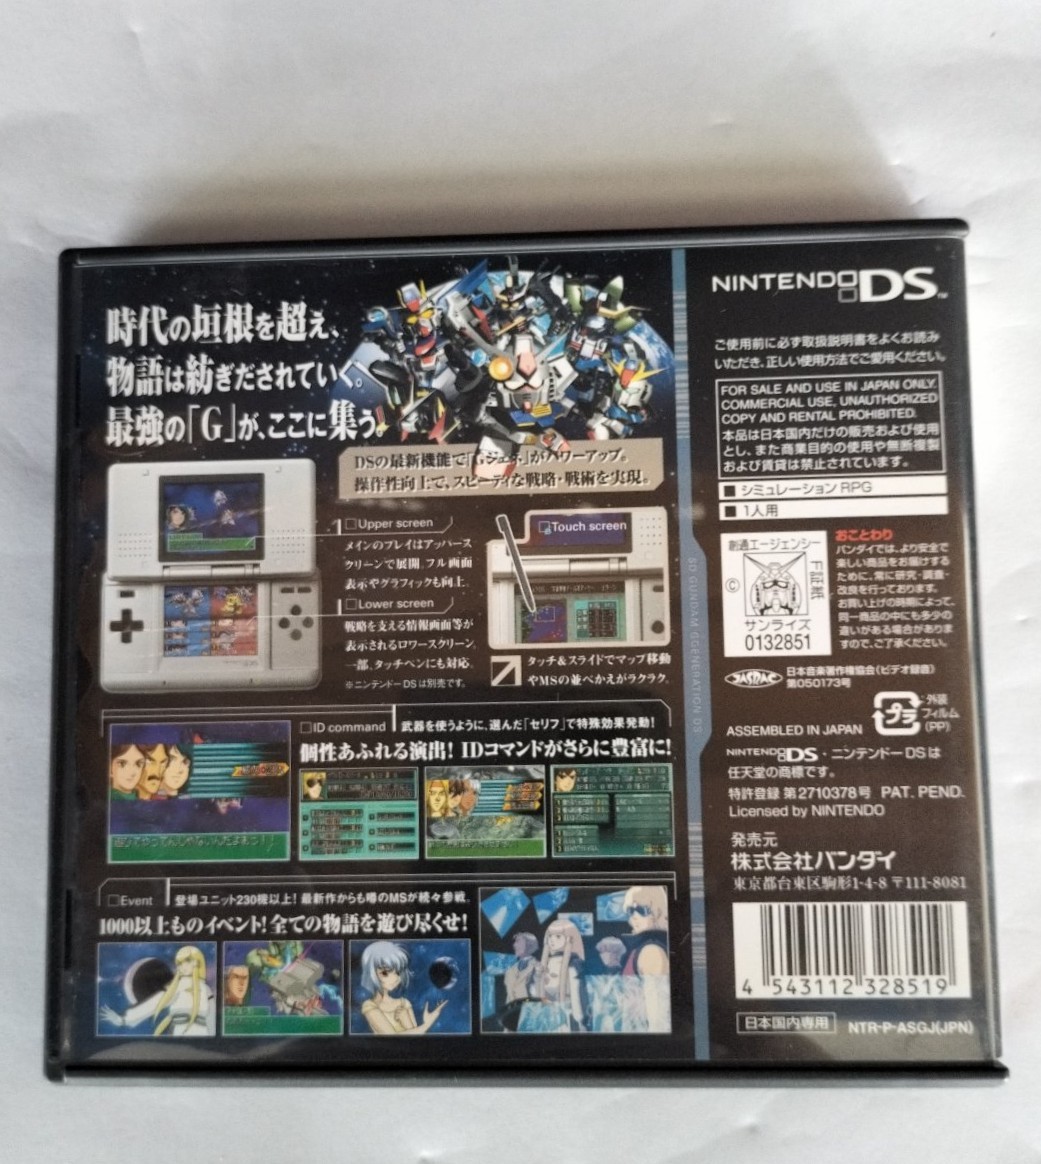 時代の垣根を超え、
物語は紡ぎだされていく。
最強の「G」が、ここに集う!
DSの最新機能で「Gジェネ」がパワーアップ。
操作性向上で、スピーディな戦略・戦術を実現。
□Upper screen
メインのプレイはアッパース
クリーンで展開。フル画面
表示やグラフィックも向上。
□Lower screen
戦略を支える情報画面等が
表示されるロワースクリーン。
一部、タッチペンにも対応。
※ニンテンドーDSは別売です。
□Touch screen
タッチ&スライドでマップ移動
やMSの並べかえがラクラク。
□ID command
武器を使うように、選んだ「セリフ」で特殊効果発動!
個性あふれる演出! IDコマンドがさらに豊富に!
□Event
登場ユニット230機以上! 最新作からも噂のMSが続々参戦。
1000以上ものイベント! 全ての物語を遊び尽くせ!
SD GUNDAM GGENERATION DS
NINTENDO DS™
ご使用前に必ず取扱説明書をよくお読み
いただき、正しい使用方法でご愛用ください。
FOR SALE AND USE IN JAPAN ONLY.
COMMERCIAL USE, UNAUTHORIZED
COPY AND RENTAL PROHIBITED.
本品は日本国内だけの販売および使用
とし、また商業目的の使用や無断複製
および賃貸は禁止されています。
■ シミュレーションRPG
■ 1人用
創通エージェンシー
©
証紙
サンライズ
0132851
おことわり
バンダイでは、より安全で
楽しい商品をお届けする
ために、常に研究・調査・
改良を行っております。
お買い上げの時期によって、
同一商品の中にも多少の
違いがある場合がありま
すので、ご了承ください。
JASRAC
日本音楽著作権協会(ビデオ録音)
第050173号
プラ
外装
フィルム
(PP)
ASSEMBLED IN JAPAN
NINTENDO DS・ニンテンドーDSは
任天堂の商標です。
特許登録 第2710378号 PAT. PEND.
Licensed by NINTENDO
発売元
株式会社バンダイ
東京都台東区駒形1-4-8 〒111-8081
4 543112 328519
日本国内専用
NTR-P-ASGJ(JPN)